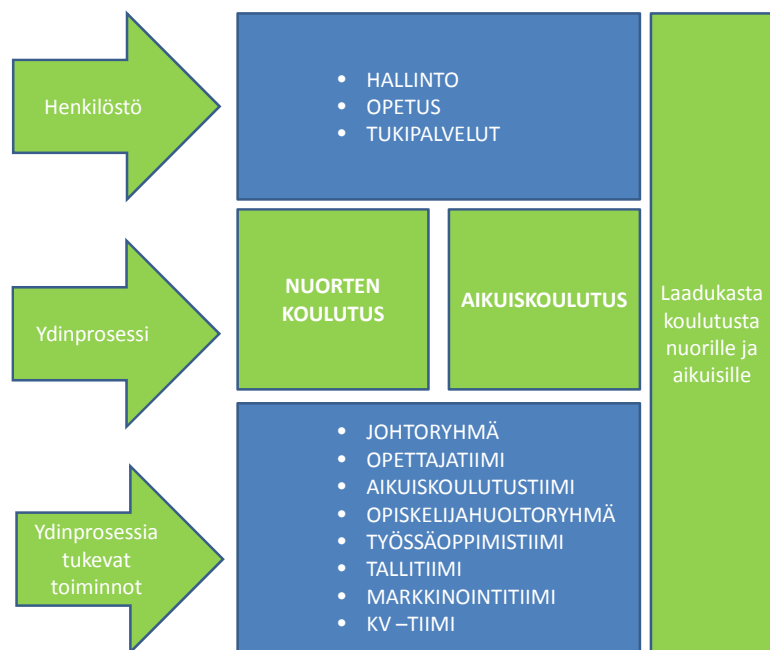 Henkilöstö
• HALLINTO
• OPETUS
• TUKIPALVELUT
Ydinprosessi
NUORTEN
KOULUTUS
AIKUISKOULUTUS
Laadukasta
koulutusta
nuorille ja
aikuisille
Ydinprosessia
tukevat
toiminnot
• JOHTORYHMÄ
• OPETTAJATIIMI
• AIKUISKOULUTUSTIIMI
• OPISKELIJAHUOLTORYHMÄ
• TYÖSSÄOPPIMISTIIMI
• TALLITIIMI
• MARKKINOINTITIIMI
• KV –TIIMI